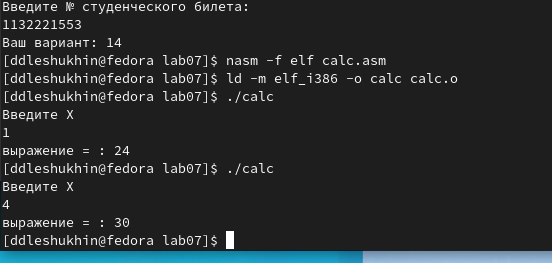 Введите № студенческого билета:
1132221553
Ваш вариант: 14
[ddleshukhin@fedora lab07]$ nasm -f elf calc.asm
[ddleshukhin@fedora lab07]$ ld -m elf_i386 -o calc calc.o
[ddleshukhin@fedora lab07]$ ./calc
Введите X
1
выражение = : 24
[ddleshukhin@fedora lab07]$ ./calc
Введите X
4
выражение = : 30
[ddleshukhin@fedora lab07]$